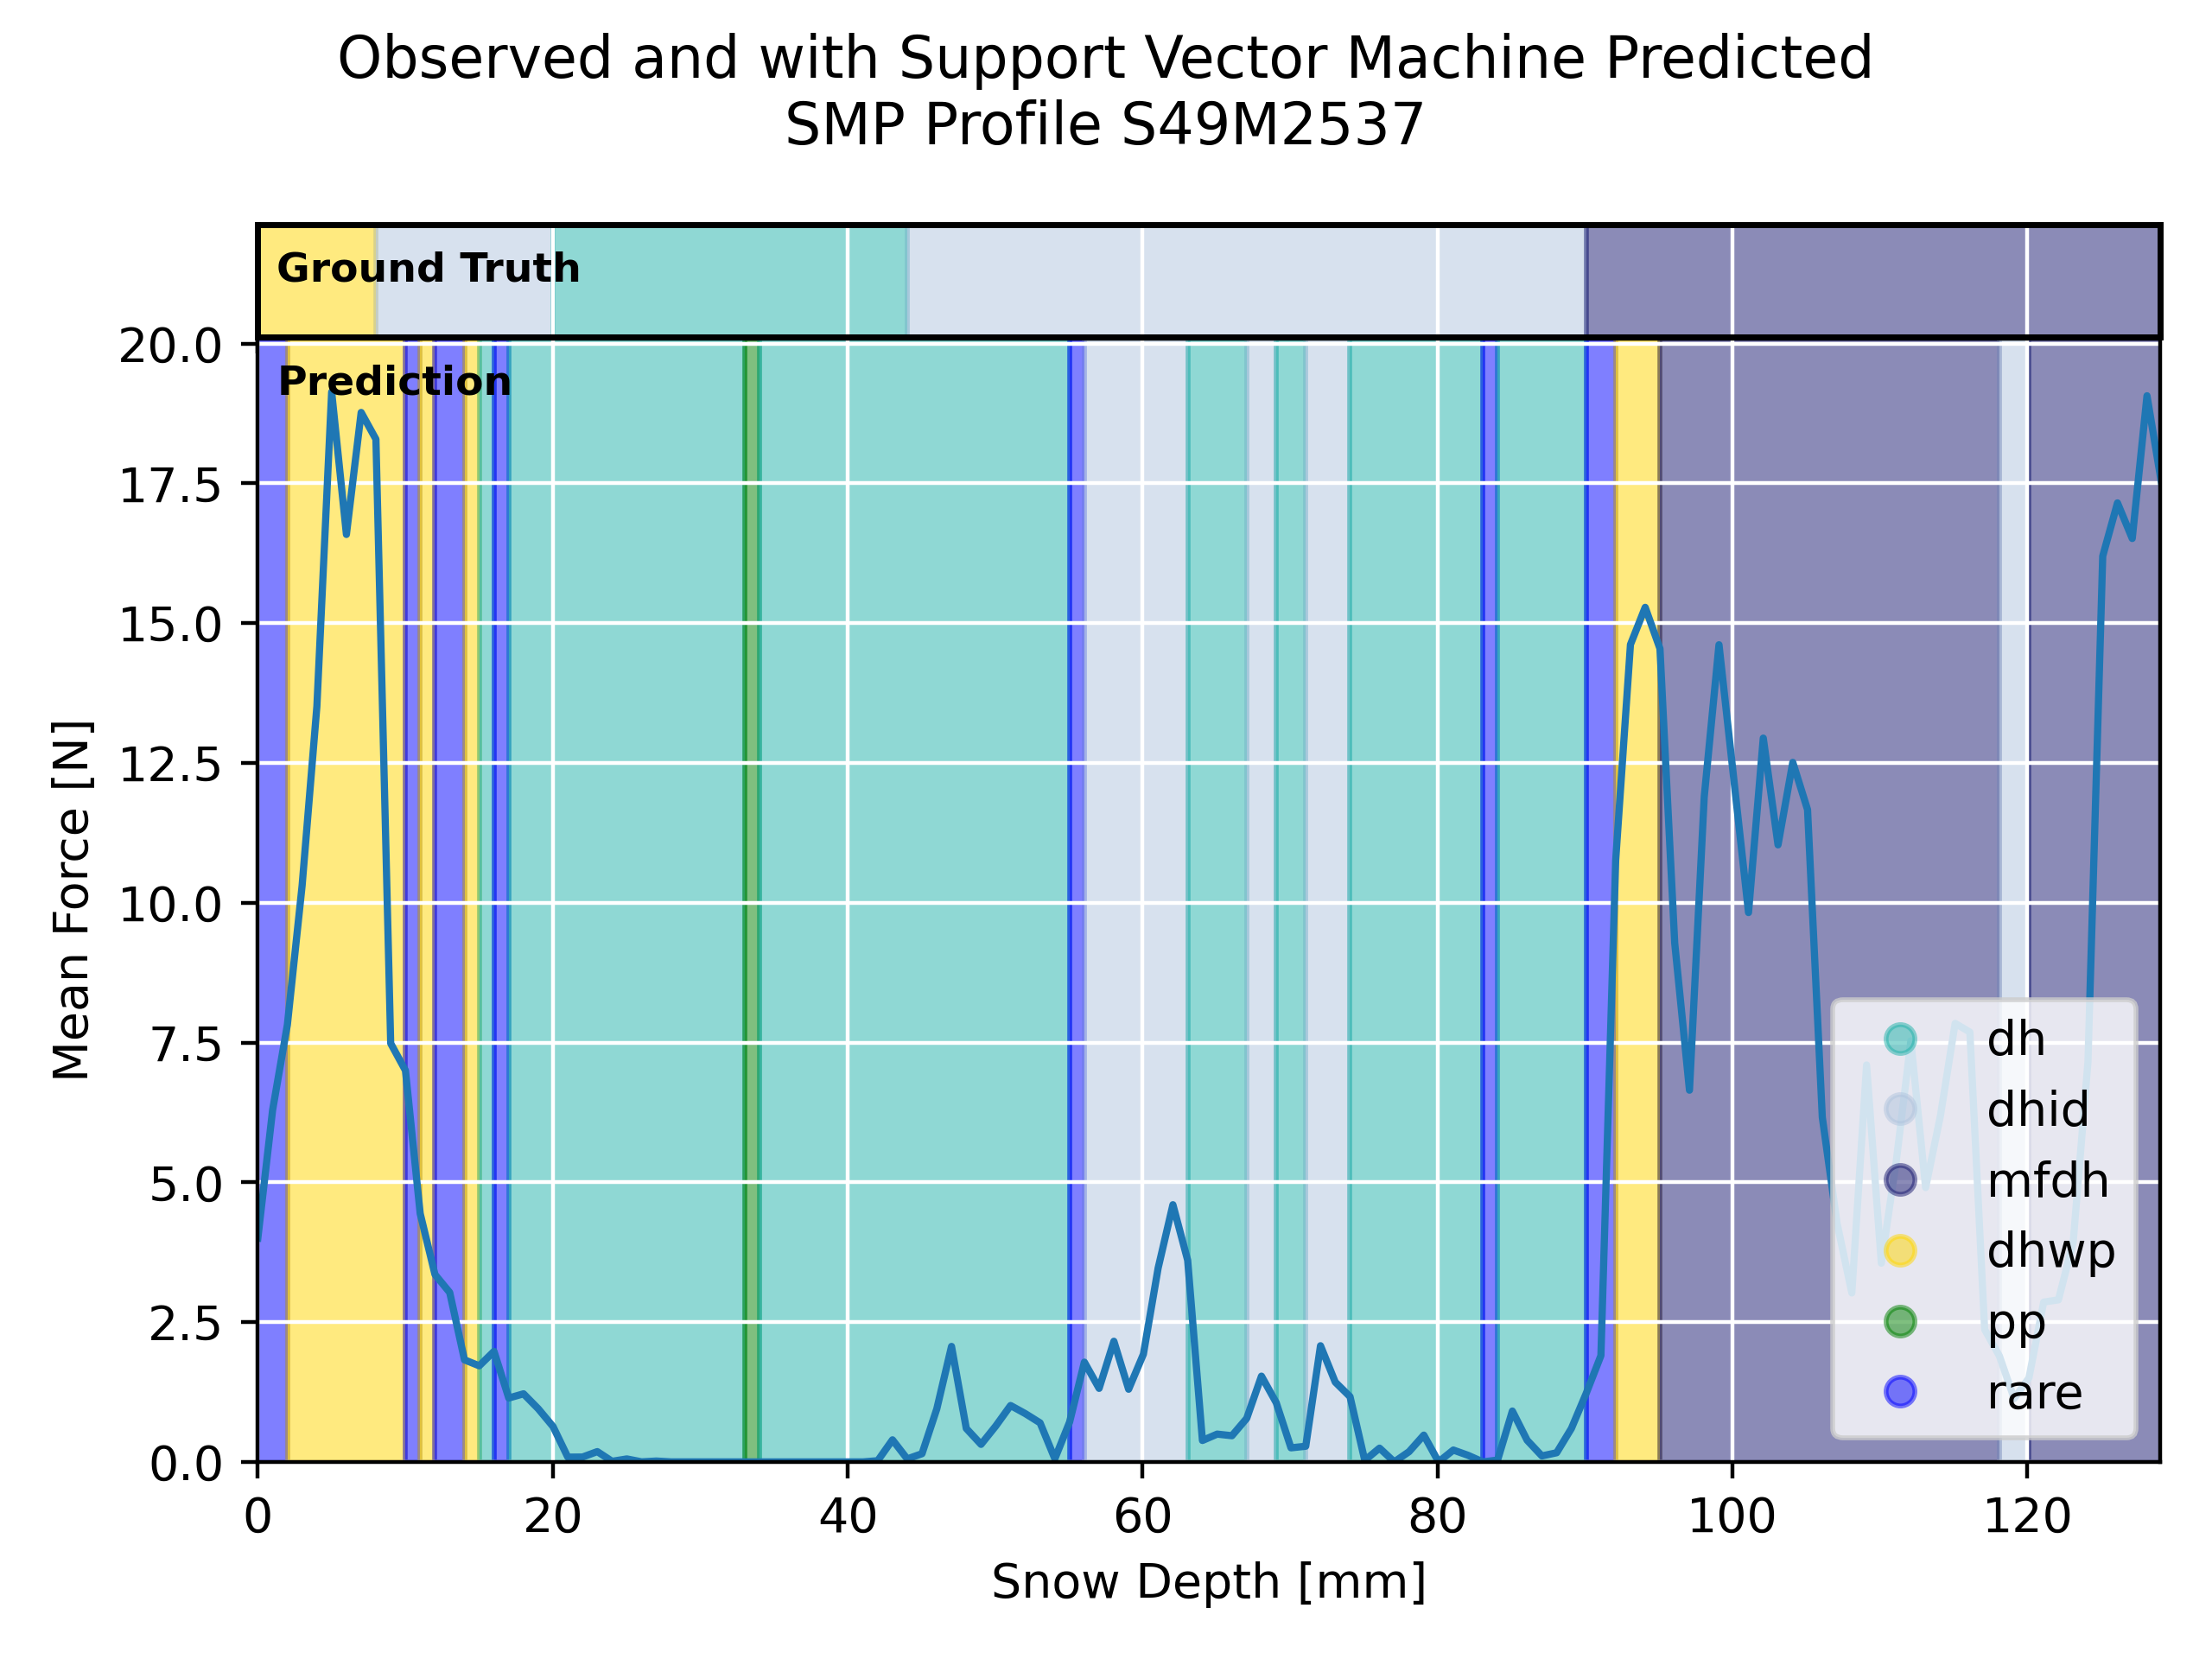 Observed and with Support Vector Machine Predicted
SMP Profile S49M2537
Ground Truth
Prediction
20.0
17.5
15.0
12.5
10.0
7.5
5.0
2.5
0.0
Mean Force [N]
dh
dhid
mfdh
dhwp
pp
rare
0 20 40 60 80 100 120
Snow Depth [mm]